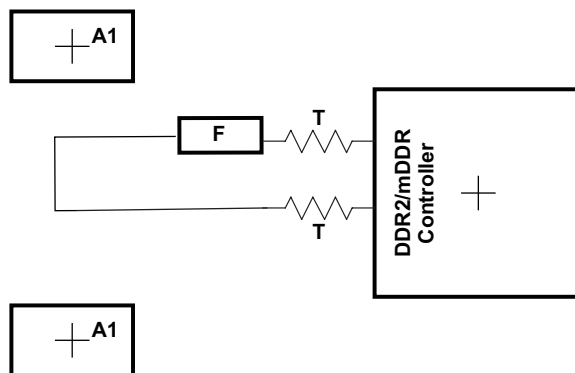 A1
T
F
DDR2/mDDR
Controller
T
A1